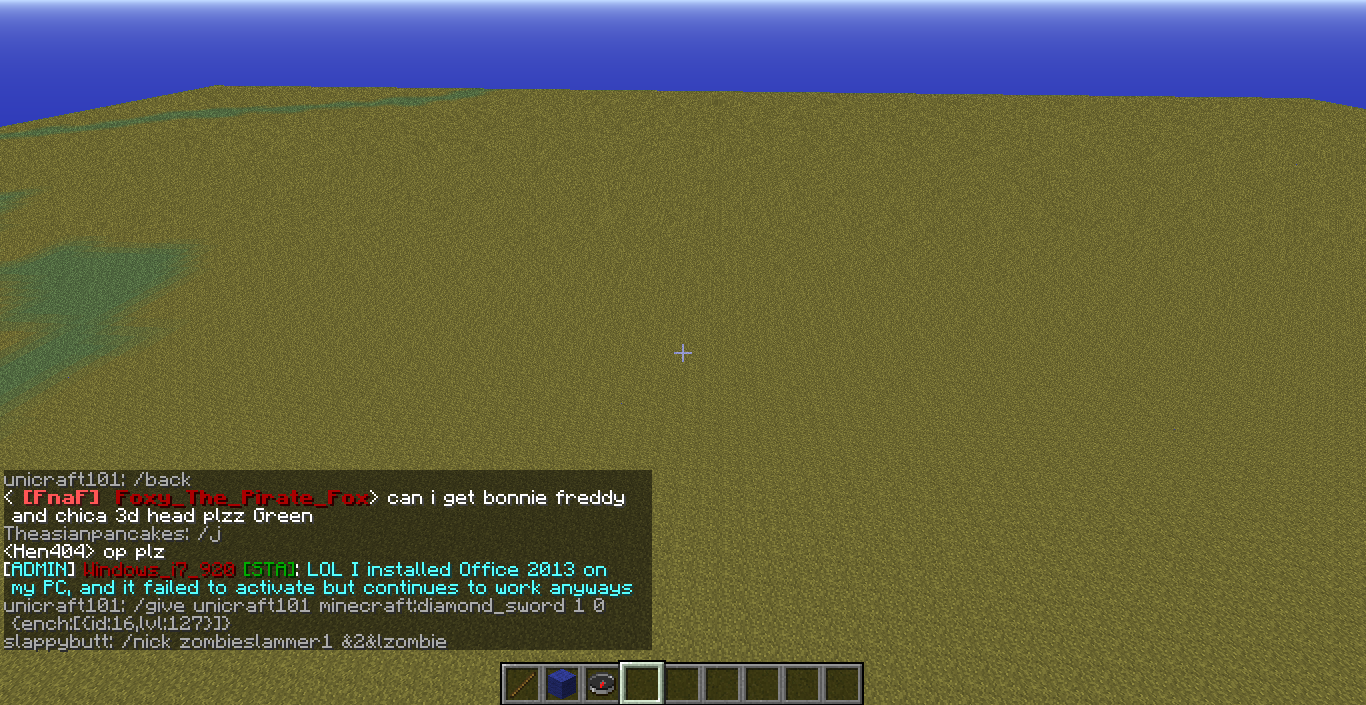 unicraft101: /back
< [FnaF] Foxy_The_Pirate_Fox> can i get bonnie freddy
and chica 3d head plzz Green
Theasianpancakes: /j
<Hen404> op plz
[ADMIN] Windows_i7_920 [STA]: LOL I installed Office 2013 on
my PC, and it failed to activate but continues to work anyways
unicraft101: /give unicraft101 minecraft:diamond_sword 1 0
{ench:[{id:16,lvl:127}]}
slappybutt: /nick zombieslammer1 &2&lzombie